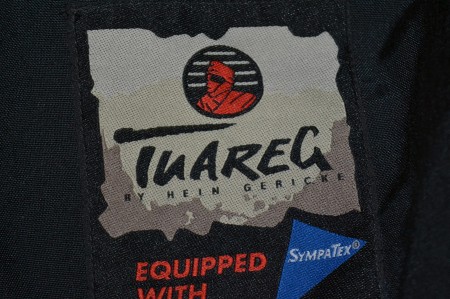 TUAREG
BY HEIN GERICKE
SYMPATEX®
EQUIPPED
WITH